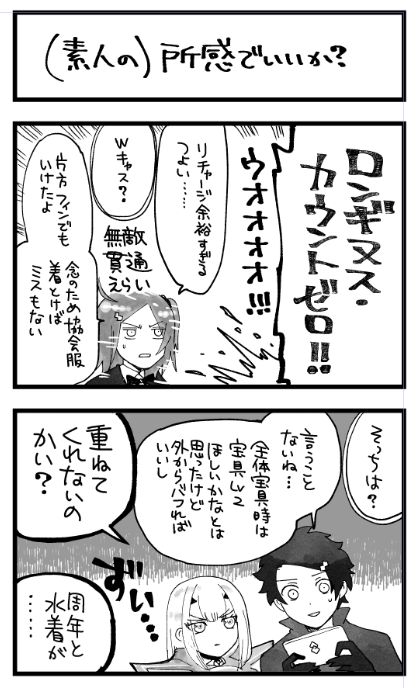 (素人の)所感でいいか?
ロンギヌス・
カウントゼロ!!
ウオオオオ!!!
リチャージ余裕すぎる
つよい……
Wキャス?
無敵
貫通
えらい
片方フィンでも
いけたよ
念のため協会服
着とけば
ミスもない
そっちは?
言うこと
ないね…
全体宝具時は
宝具Lv2
ほしいかなとは
思ったけど
外からバフれば
いいし
重ねて
くれないの
かい?
ずい…
周年と
水着が
……